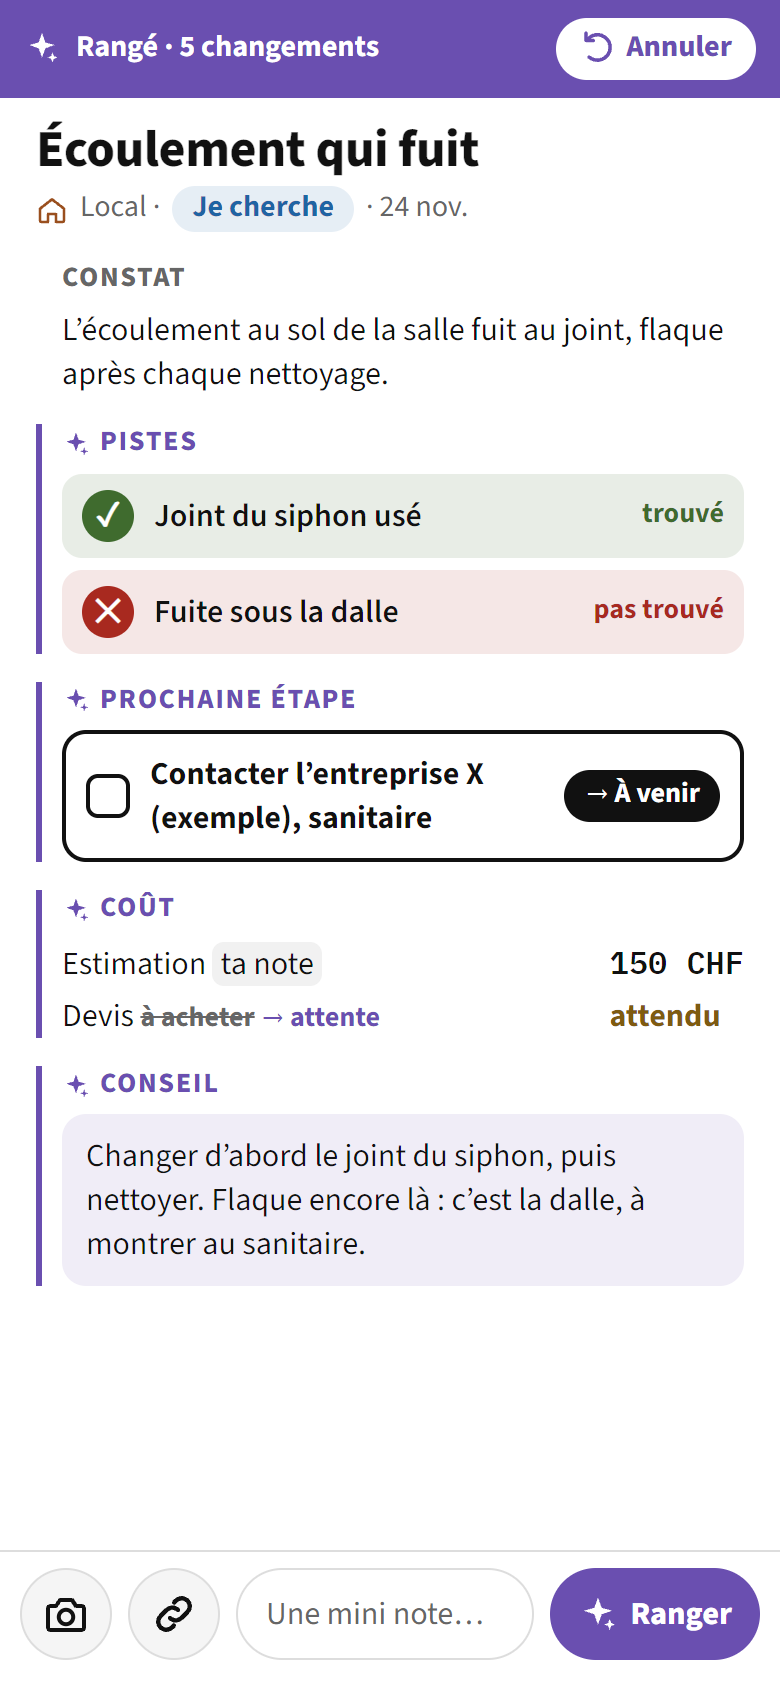 Rangé · 5 changements
Annuler
Écoulement qui fuit
Local · Je cherche · 24 nov.
CONSTAT
L’écoulement au sol de la salle fuit au joint, flaque
après chaque nettoyage.
PISTES
Joint du siphon usé trouvé
Fuite sous la dalle pas trouvé
PROCHAINE ÉTAPE
Contacter l’entreprise X
(exemple), sanitaire
→ À venir
COÛT
Estimation ta note 150 CHF
Devis à acheter → attente attendu
CONSEIL
Changer d’abord le joint du siphon, puis
nettoyer. Flaque encore là : c’est la dalle, à
montrer au sanitaire.
Une mini note…
Ranger